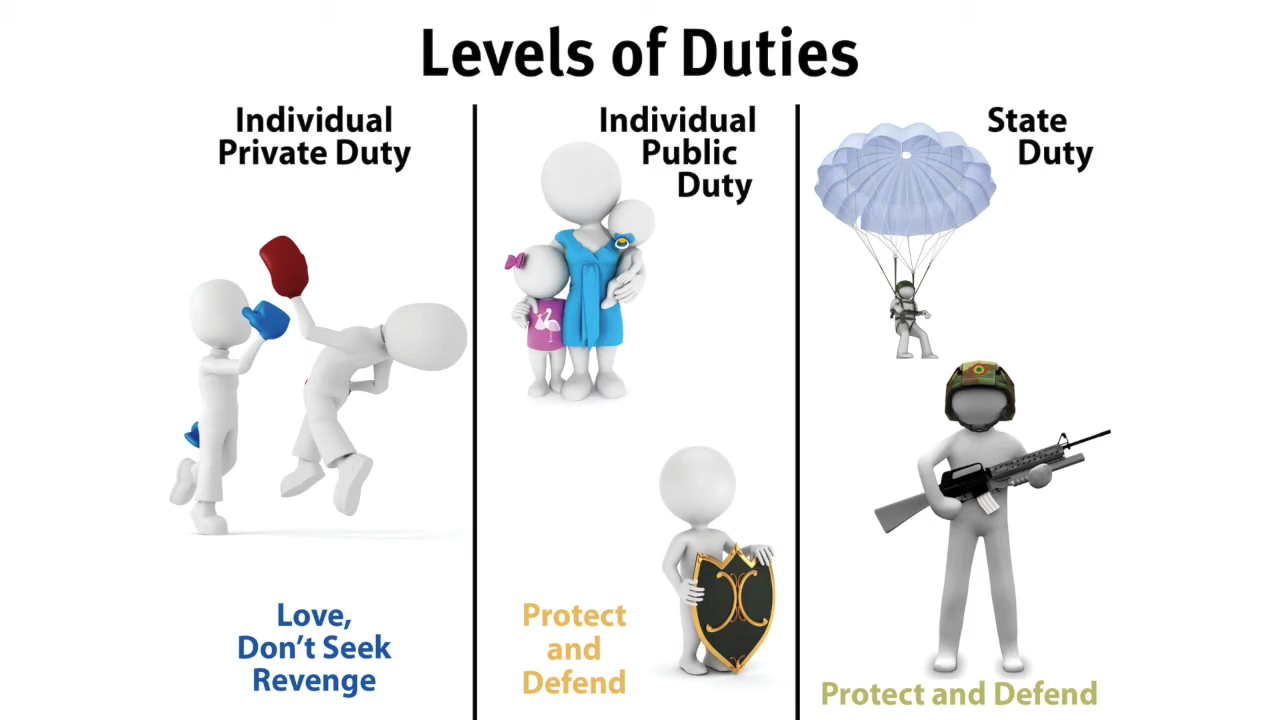 Levels of Duties
Individual
Private Duty
Love,
Don't Seek
Revenge
Individual
Public
Duty
Protect
and
Defend
State
Duty
Protect and Defend